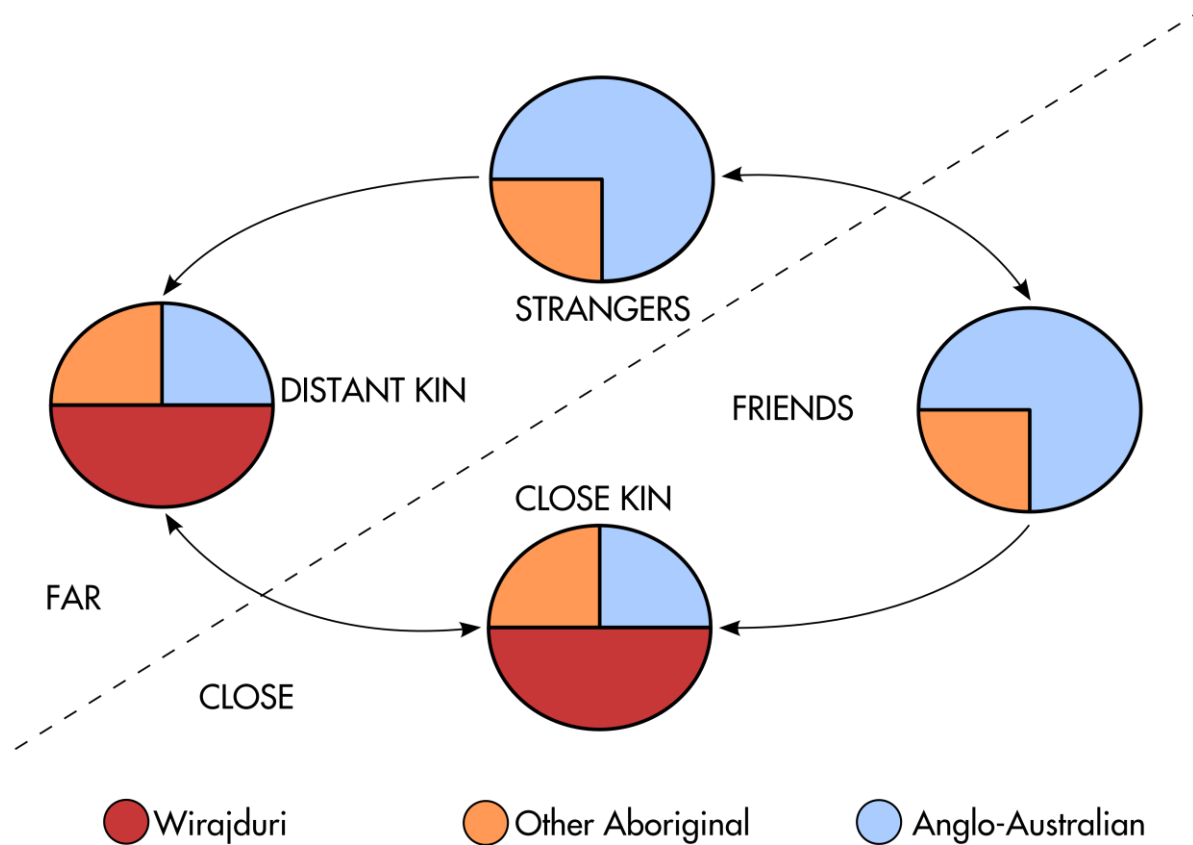 STRANGERS
DISTANT KIN
FRIENDS
CLOSE KIN
FAR
CLOSE
Wirajduri
Other Aboriginal
Anglo-Australian